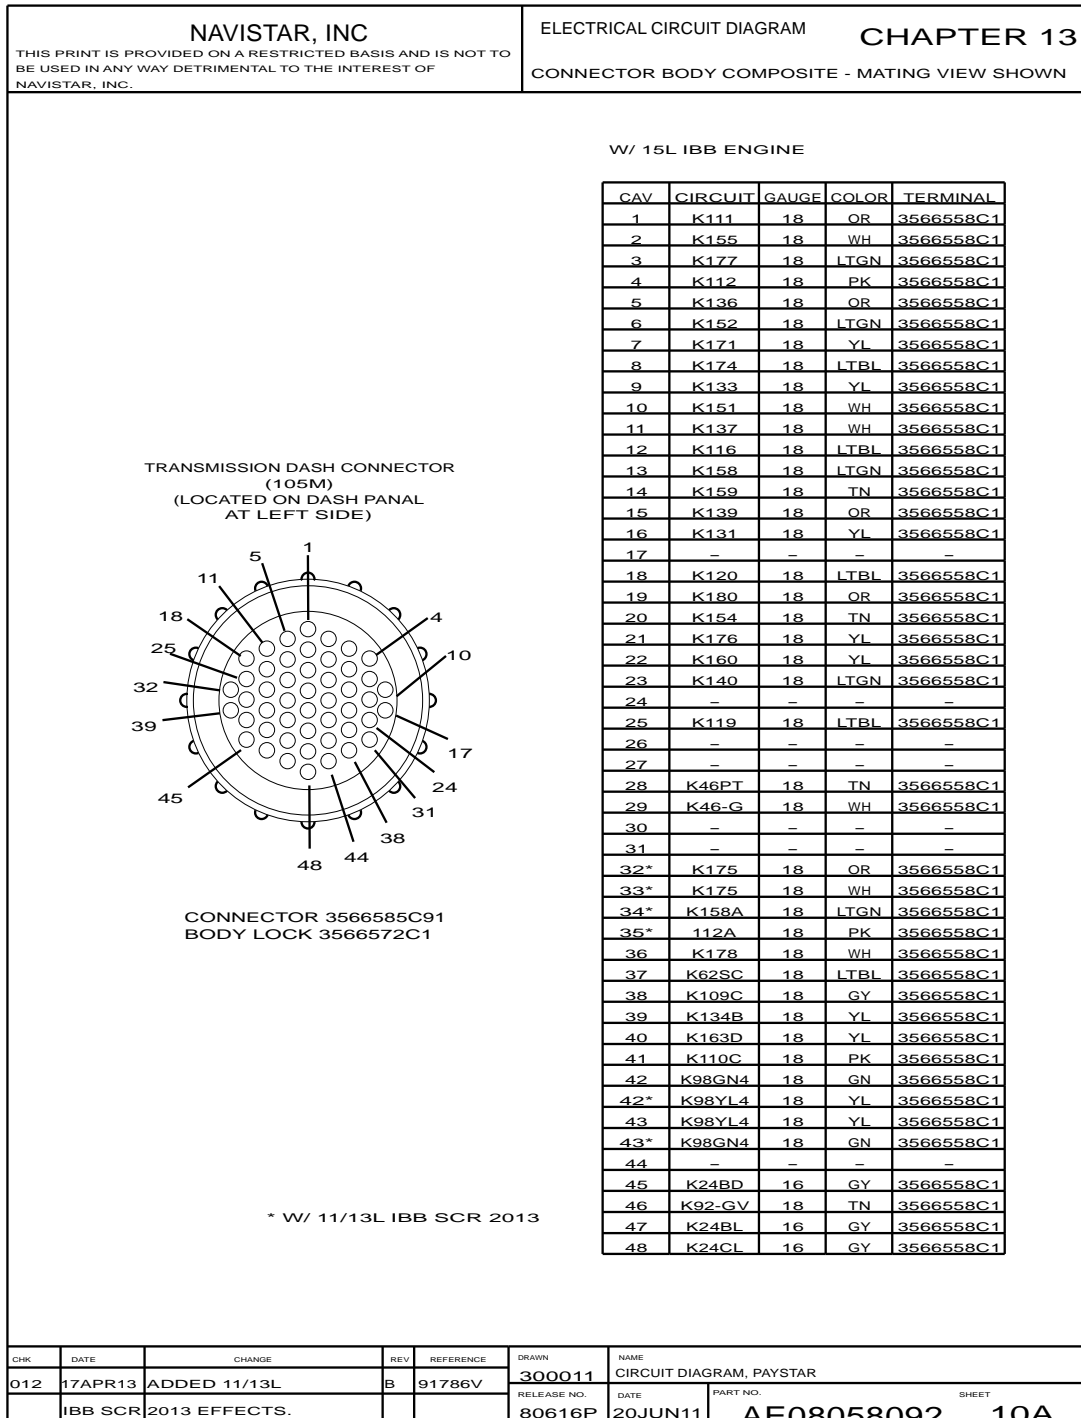 NAVISTAR, INC
THIS PRINT IS PROVIDED ON A RESTRICTED BASIS AND IS NOT TO
BE USED IN ANY WAY DETRIMENTAL TO THE INTEREST OF
NAVISTAR, INC.
ELECTRICAL CIRCUIT DIAGRAM
CHAPTER 13
CONNECTOR BODY COMPOSITE - MATING VIEW SHOWN
W/ 15L IBB ENGINE
CAV CIRCUIT GAUGE COLOR TERMINAL
1 K111 18 OR 3566558C1
2 K155 18 WH 3566558C1
3 K177 18 LTGN 3566558C1
4 K112 18 PK 3566558C1
5 K136 18 OR 3566558C1
6 K152 18 LTGN 3566558C1
7 K171 18 YL 3566558C1
8 K174 18 LTBL 3566558C1
9 K133 18 YL 3566558C1
10 K151 18 WH 3566558C1
11 K137 18 WH 3566558C1
12 K116 18 LTBL 3566558C1
13 K158 18 LTGN 3566558C1
14 K159 18 TN 3566558C1
15 K139 18 OR 3566558C1
16 K131 18 YL 3566558C1
17 – – – –
18 K120 18 LTBL 3566558C1
19 K180 18 OR 3566558C1
20 K154 18 TN 3566558C1
21 K176 18 YL 3566558C1
22 K160 18 YL 3566558C1
23 K140 18 LTGN 3566558C1
24 – – – –
25 K119 18 LTBL 3566558C1
26 – – – –
27 – – – –
28 K46PT 18 TN 3566558C1
29 K46-G 18 WH 3566558C1
30 – – – –
31 – – – –
32* K175 18 OR 3566558C1
33* K175 18 WH 3566558C1
34* K158A 18 LTGN 3566558C1
35* 112A 18 PK 3566558C1
36 K178 18 WH 3566558C1
37 K62SC 18 LTBL 3566558C1
38 K109C 18 GY 3566558C1
39 K134B 18 YL 3566558C1
40 K163D 18 YL 3566558C1
41 K110C 18 PK 3566558C1
42 K98GN4 18 GN 3566558C1
42* K98YL4 18 YL 3566558C1
43 K98YL4 18 YL 3566558C1
43* K98GN4 18 GN 3566558C1
44 – – – –
45 K24BD 16 GY 3566558C1
46 K92-GV 18 TN 3566558C1
47 K24BL 16 GY 3566558C1
48 K24CL 16 GY 3566558C1
TRANSMISSION DASH CONNECTOR
(105M)
(LOCATED ON DASH PANAL
AT LEFT SIDE)
1
5
11
18
4
25
10
32
39
17
45
24
31
38
44
48
CONNECTOR 3566585C91
BODY LOCK 3566572C1
* W/ 11/13L IBB SCR 2013
CHK DATE CHANGE REV REFERENCE
012 17APR13 ADDED 11/13L B 91786V
IBB SCR 2013 EFFECTS.
DRAWN
300011
NAME
CIRCUIT DIAGRAM, PAYSTAR
RELEASE NO.
80616P
DATE
20JUN11
PART NO.
AE08058092
SHEET
10A